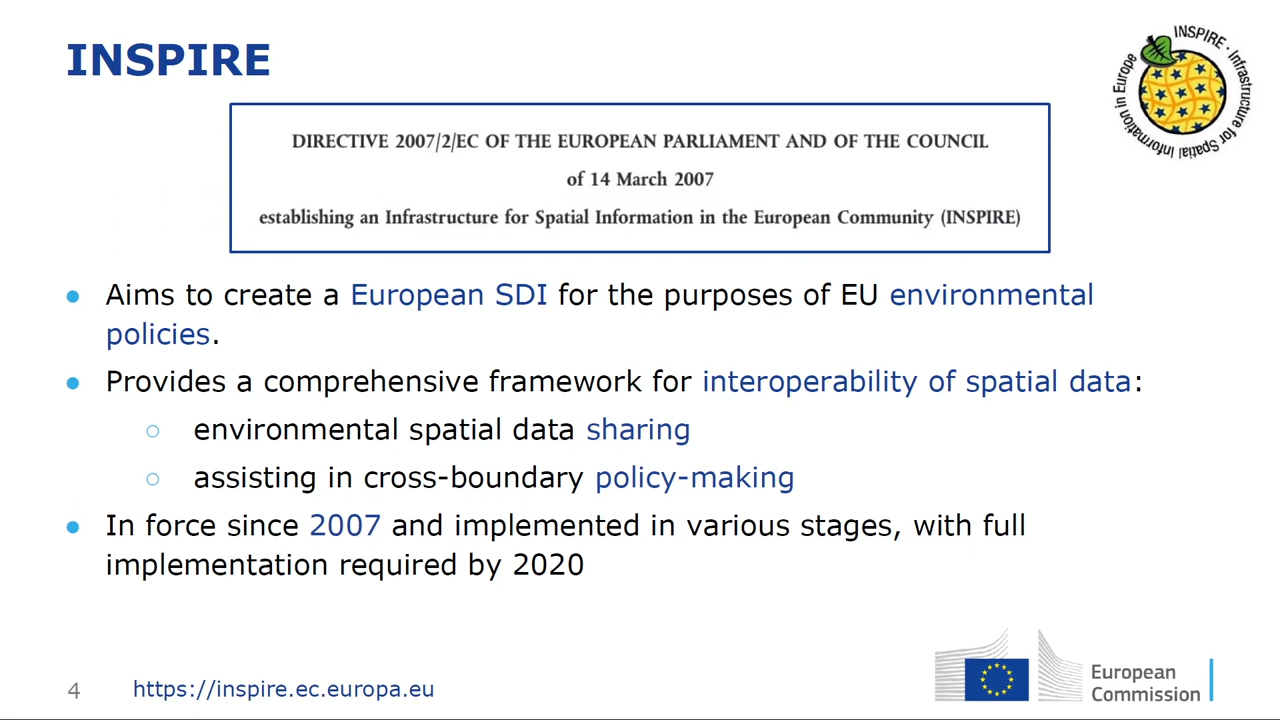 INSPIRE
INSPIRE · Infrastructure for Spatial Information in Europe
DIRECTIVE 2007/2/EC OF THE EUROPEAN PARLIAMENT AND OF THE COUNCIL
of 14 March 2007
establishing an Infrastructure for Spatial Information in the European Community (INSPIRE)
● Aims to create a European SDI for the purposes of EU environmental
policies.
● Provides a comprehensive framework for interoperability of spatial data:
○ environmental spatial data sharing
○ assisting in cross-boundary policy-making
● In force since 2007 and implemented in various stages, with full
implementation required by 2020
4 https://inspire.ec.europa.eu
European
Commission